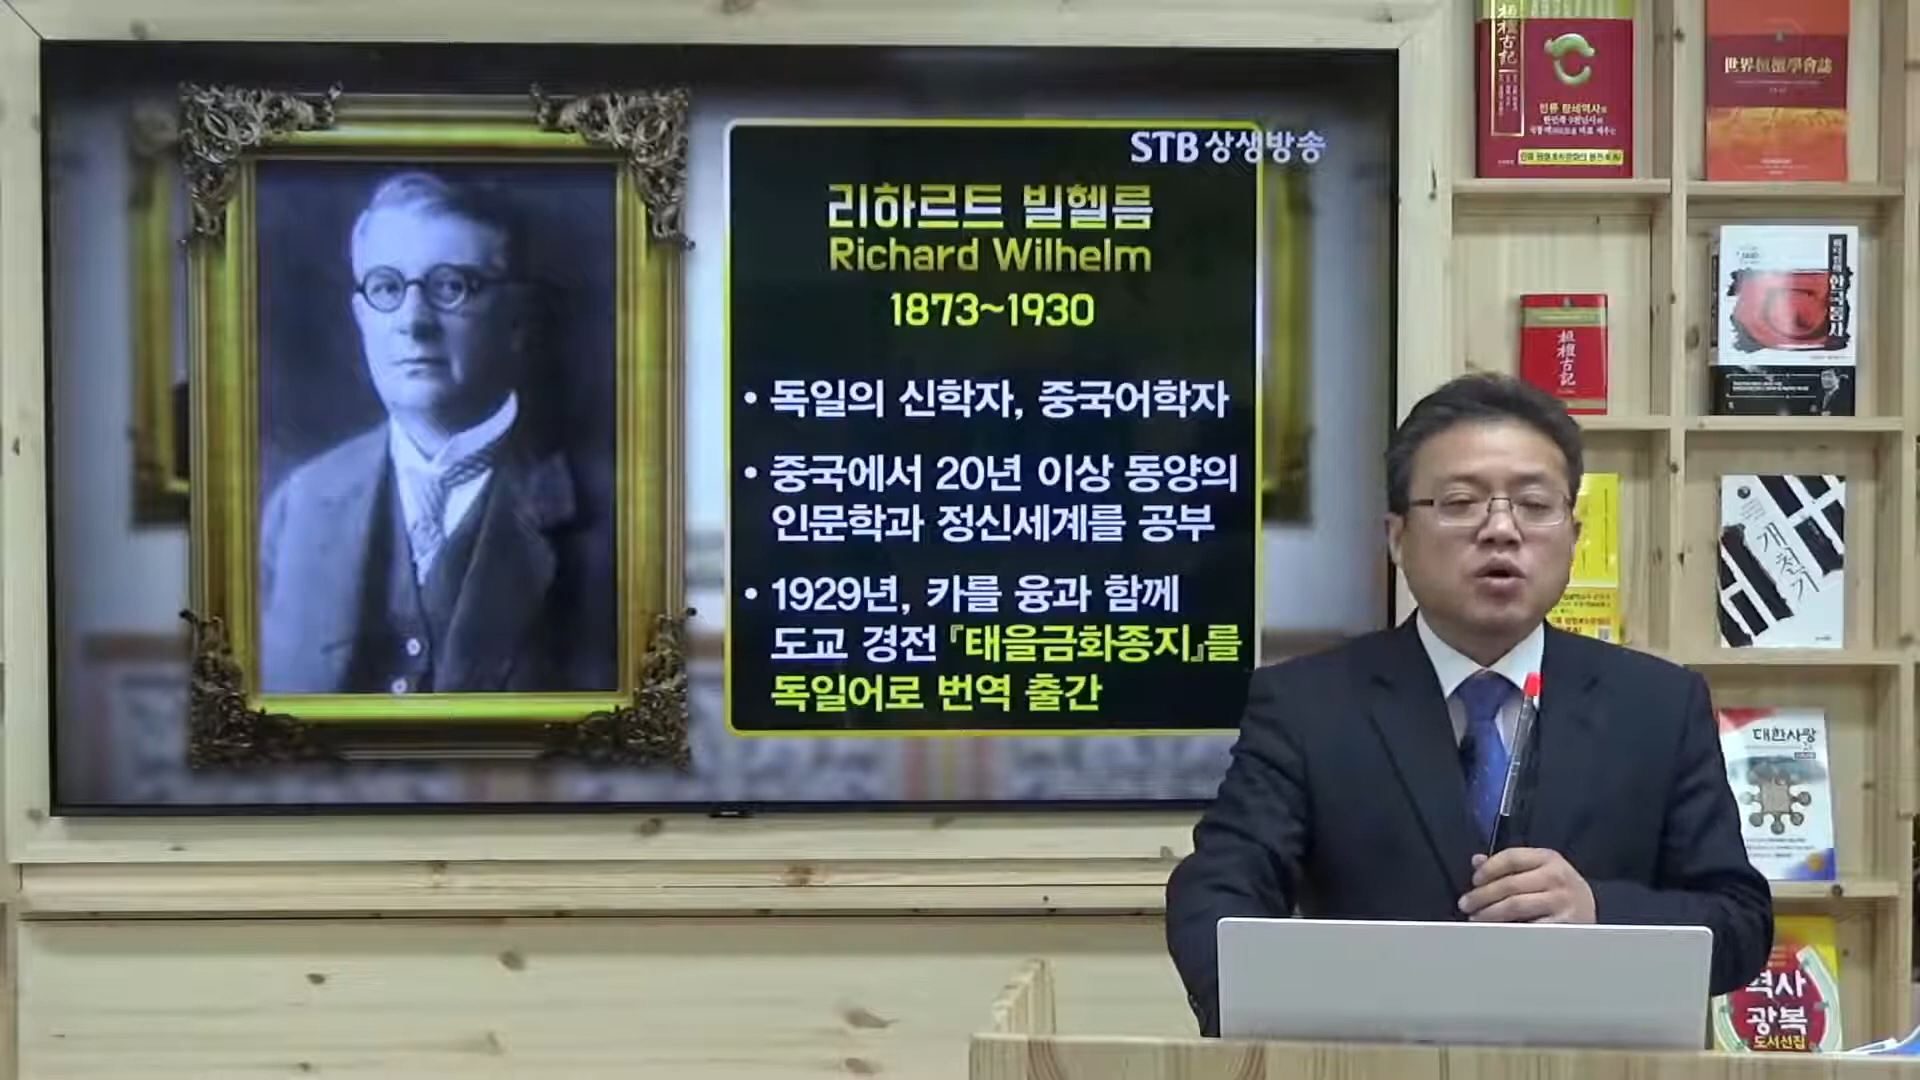 STB 상생방송
리하르트 빌헬름
Richard Wilhelm
1873~1930
• 독일의 신학자, 중국어학자
• 중국에서 20년 이상 동양의
인문학과 정신세계를 공부
• 1929년, 카를 융과 함께
도교 경전 『태을금화종지』를
독일어로 번역 출간
桓檀古記
世界桓檀學會誌
桓檀古記
한국통사
개천기
대한사랑
역사
광복
도서선집